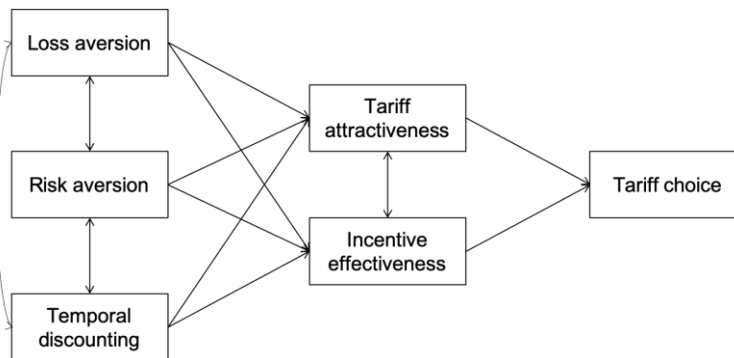 Loss aversion
Tariff
attractiveness
Risk aversion
Tariff choice
Incentive
effectiveness
Temporal
discounting